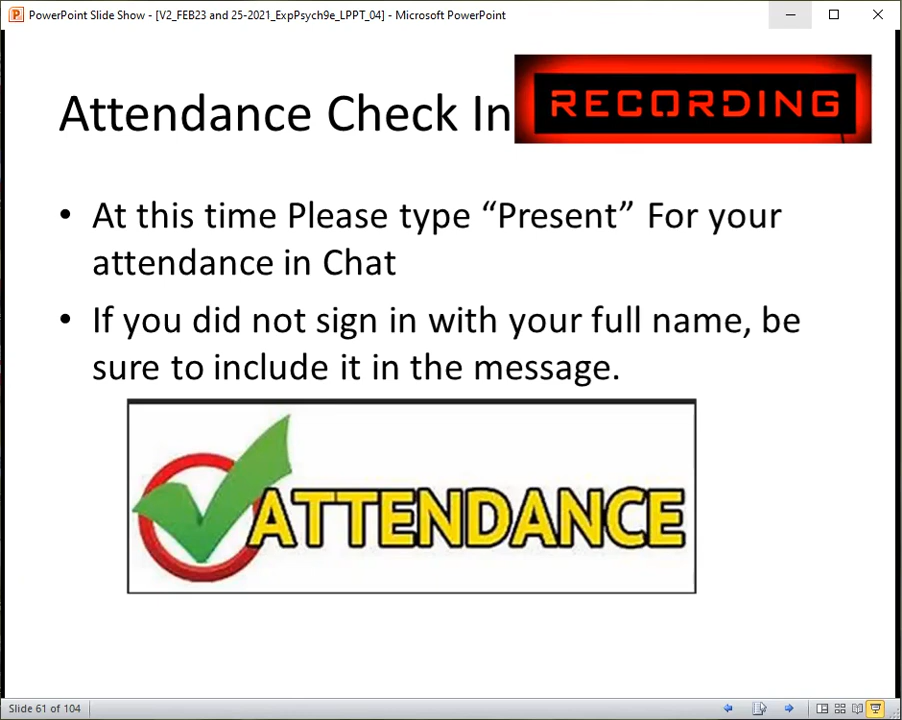 PowerPoint Slide Show - [V2_FEB23 and 25-2021_ExpPsych9e_LPPT_04] - Microsoft PowerPoint
Attendance Check In
RECORDING
• At this time Please type “Present” For your
attendance in Chat
• If you did not sign in with your full name, be
sure to include it in the message.
ATTENDANCE
Slide 61 of 104